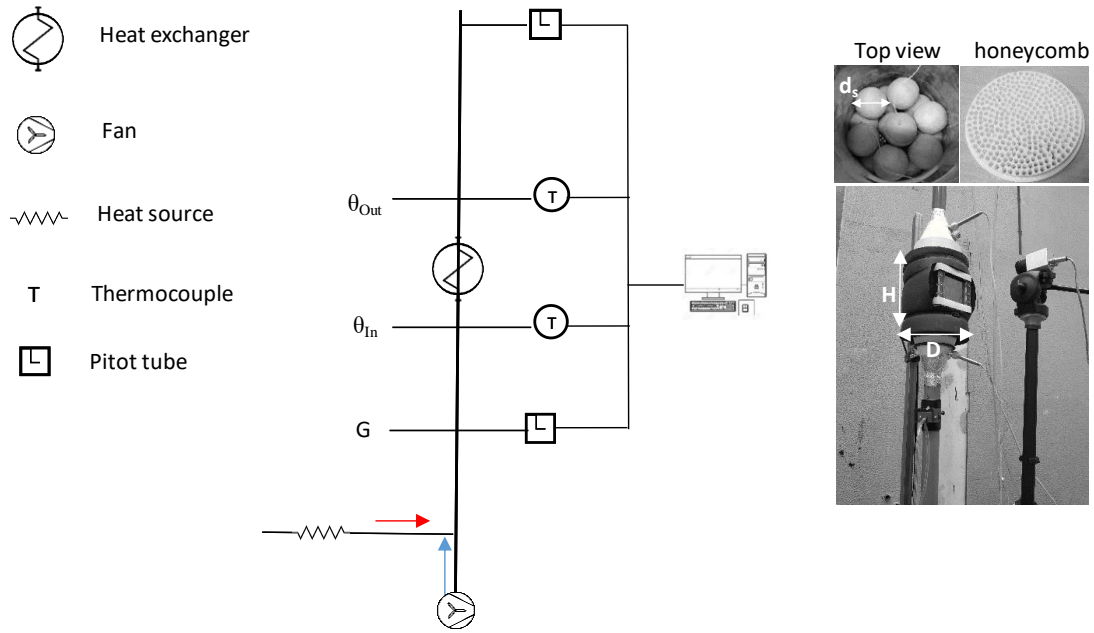 Heat exchanger
Fan
Heat source
T Thermocouple
Pitot tube
θOut
T
θIn
T
G
Top view
honeycomb
ds
H
D